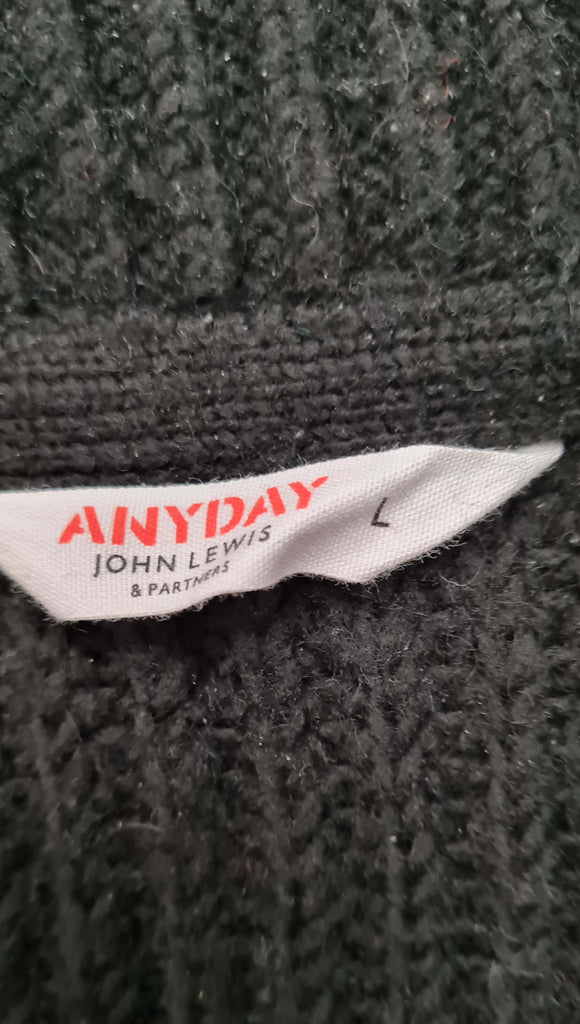 ANYDAY L
JOHN LEWIS
& PARTNERS